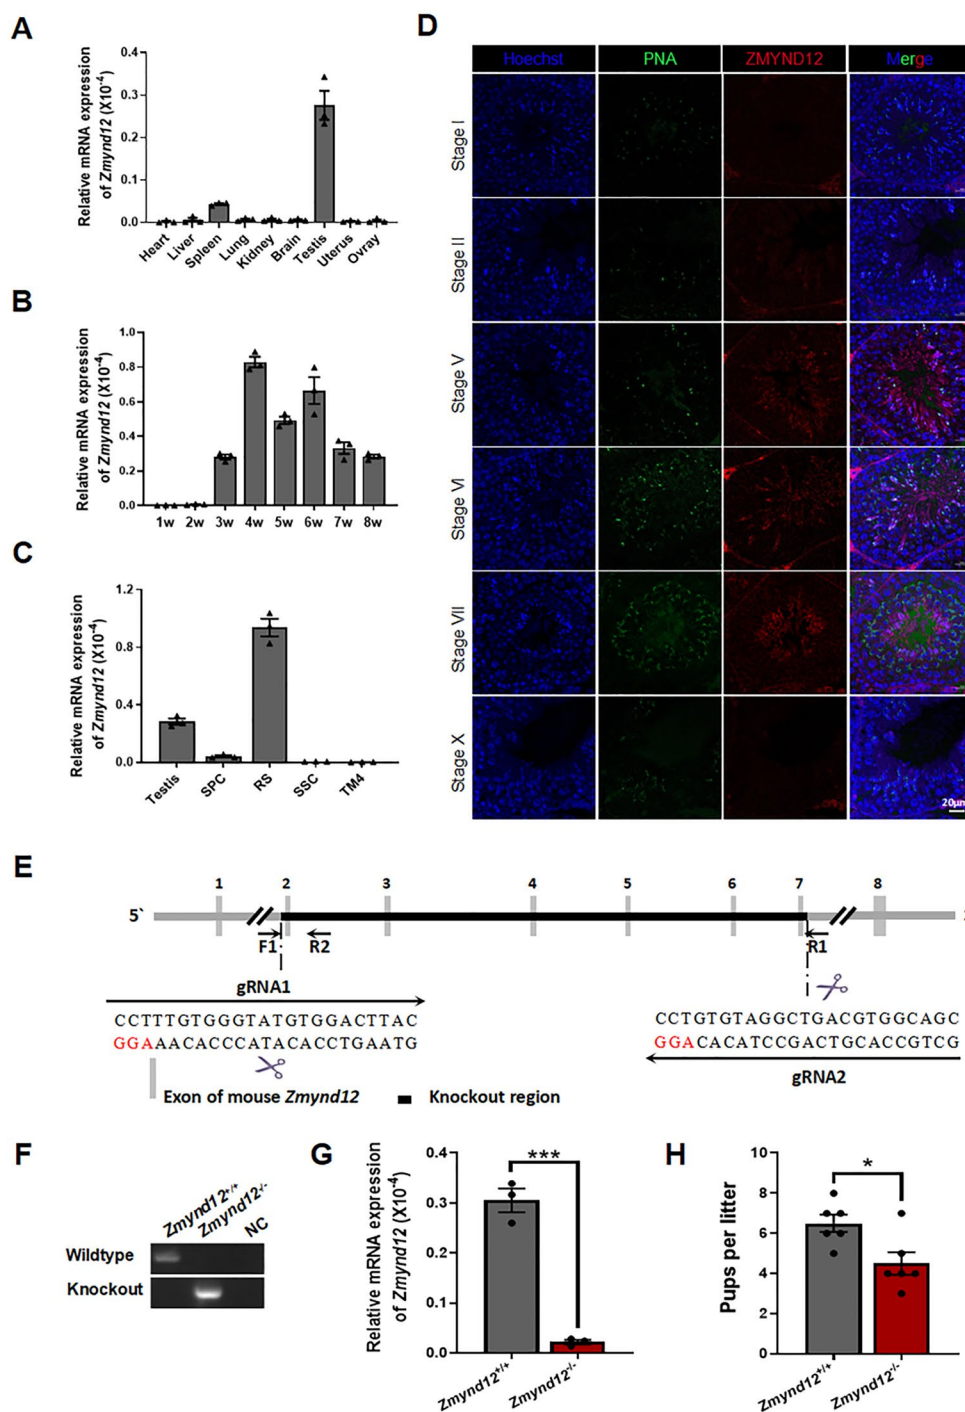 A
Relative mRNA expression
of Zmynd12 (X10⁻⁴)
0.4
0.3
0.2
0.1
0.0
Heart
Liver
Spleen
Lung
Kidney
Brain
Testis
Uterus
Ovray
B
Relative mRNA expression
of Zmynd12 (X10⁻⁴)
1.0
0.8
0.6
0.4
0.2
0.0
1w 2w 3w 4w 5w 6w 7w 8w
C
Relative mRNA expression
of Zmynd12 (X10⁻⁴)
1.2
0.8
0.4
0.0
Testis
SPC
RS
SSC
TM4
D
Hoechst PNA ZMYND12 Merge
Stage I
Stage II
Stage V
Stage VI
Stage VII
Stage X
20μm
E
1 2 3 4 5 6 7 8
5`
F1 R2 R1
gRNA1
CCTTTGTGGGTATGTGGACTTAC
GGAAACACCCATACACCTGAATG
CCTGTGTAGGCTGACGTGGCAGC
GGACACATCCGACTGCACCGTCG
gRNA2
Exon of mouse Zmynd12 Knockout region
F
Zmynd12⁺/⁺
Zmynd12⁻/⁻
NC
Wildtype
Knockout
G
Relative mRNA expression
of Zmynd12 (X10⁻⁴)
0.4
0.3
0.2
0.1
0.0
***
Zmynd12⁺/⁺
Zmynd12⁻/⁻
H
Pups per litter
10
8
6
4
2
0
*
Zmynd12⁺/⁺
Zmynd12⁻/⁻